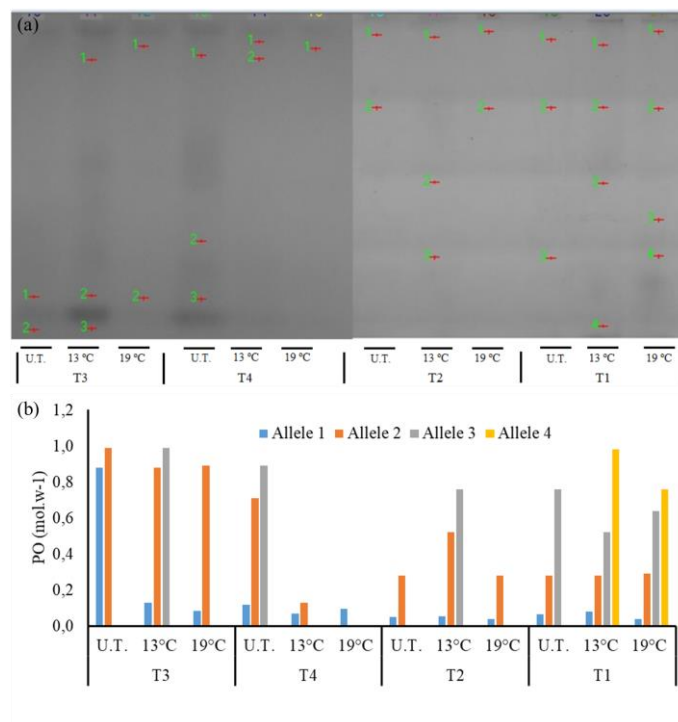 (a)
1 1 1 1 1 1
2
2
1 2 2 3
2 3
U.T. 13 °C 19 °C U.T. 13 °C 19 °C U.T. 13 °C 19 °C U.T. 13 °C 19 °C
T3 T4 T2 T1
(b)
1,2
1,0
0,8
0,6
0,4
0,2
0,0
PO (mol.w-1)
Allele 1 Allele 2 Allele 3 Allele 4
U.T. 13°C 19°C U.T. 13°C 19°C U.T. 13°C 19°C U.T. 13°C 19°C
T3 T4 T2 T1